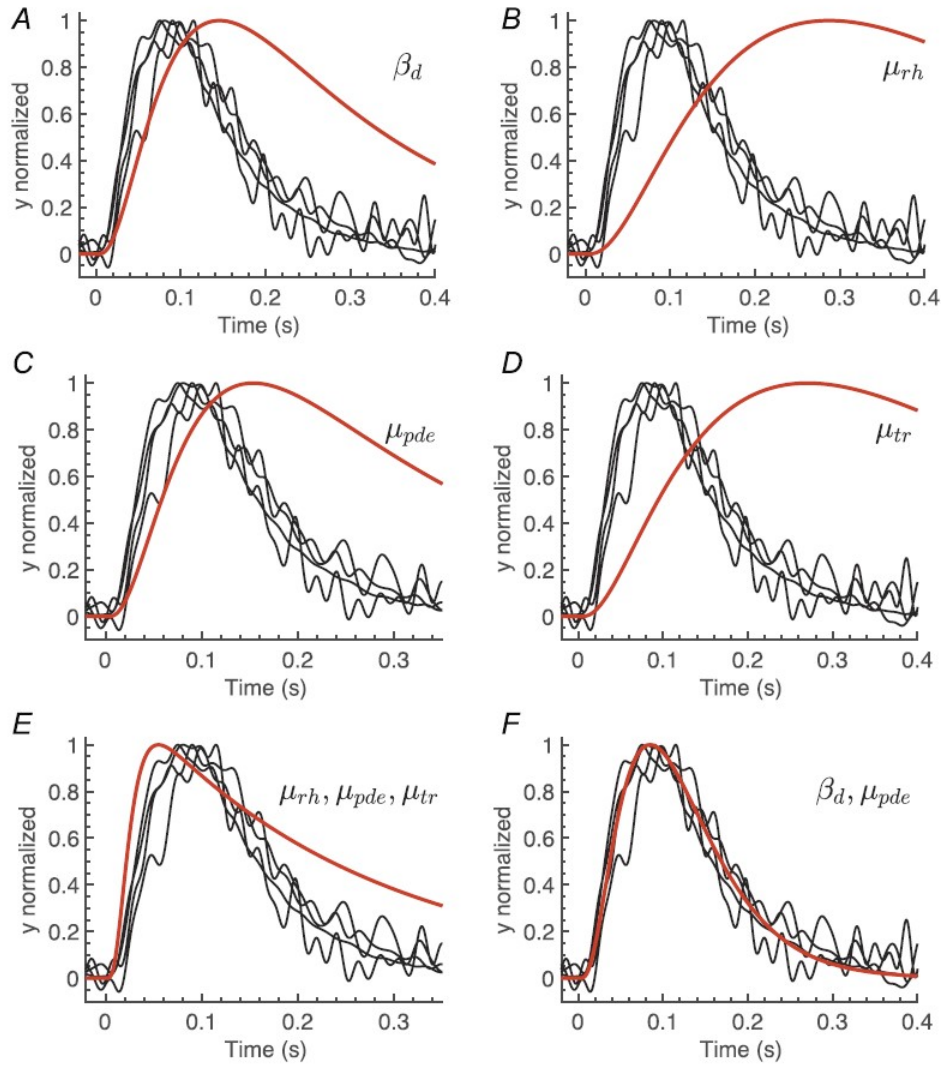 A
y normalized
1
0.8
0.6
0.4
0.2
0
β_d
0 0.1 0.2 0.3 0.4
Time (s)
B
y normalized
1
0.8
0.6
0.4
0.2
0
μ_rh
0 0.1 0.2 0.3 0.4
Time (s)
C
y normalized
1
0.8
0.6
0.4
0.2
0
μ_pde
0 0.1 0.2 0.3
Time (s)
D
y normalized
1
0.8
0.6
0.4
0.2
0
μ_tr
0 0.1 0.2 0.3 0.4
Time (s)
E
y normalized
1
0.8
0.6
0.4
0.2
0
μ_rh, μ_pde, μ_tr
0 0.1 0.2 0.3
Time (s)
F
y normalized
1
0.8
0.6
0.4
0.2
0
β_d, μ_pde
0 0.1 0.2 0.3 0.4
Time (s)